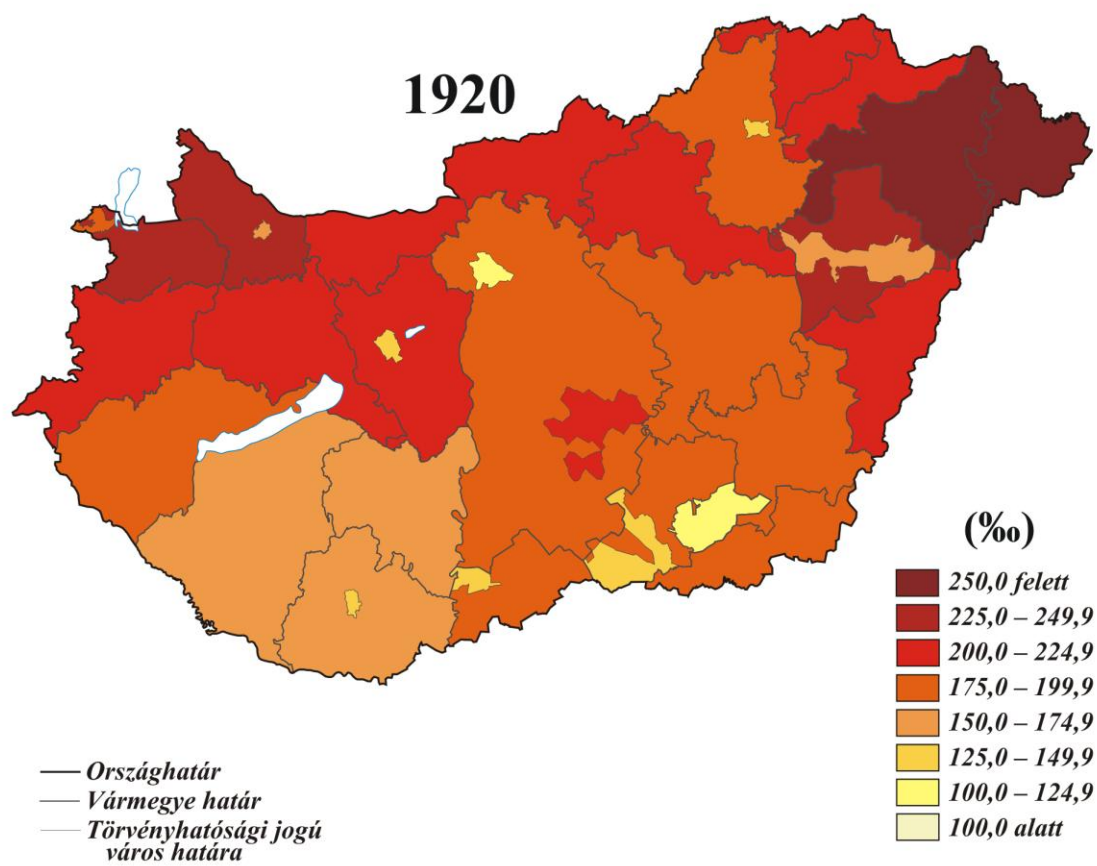 1920
(‰)
250,0 felett
225,0 – 249,9
200,0 – 224,9
175,0 – 199,9
150,0 – 174,9
125,0 – 149,9
100,0 – 124,9
100,0 alatt
Országhatár
Vármegye határ
Törvényhatósági jogú
város határa